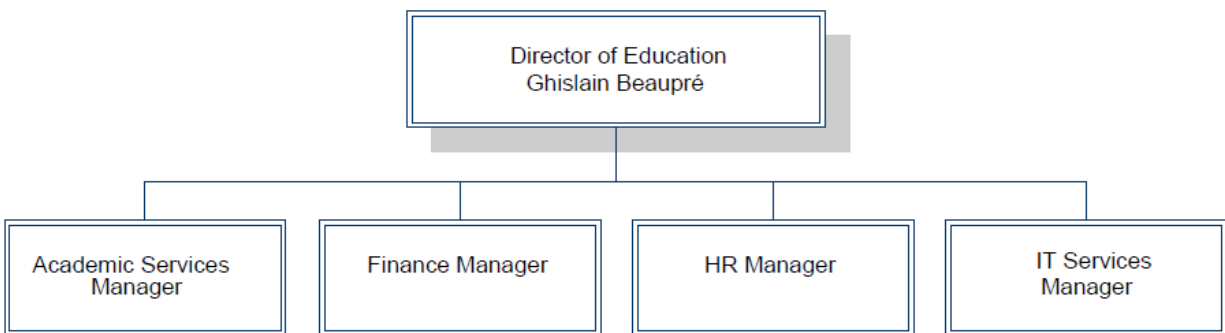 Director of Education
Ghislain Beaupré
Academic Services
Manager
Finance Manager
HR Manager
IT Services
Manager